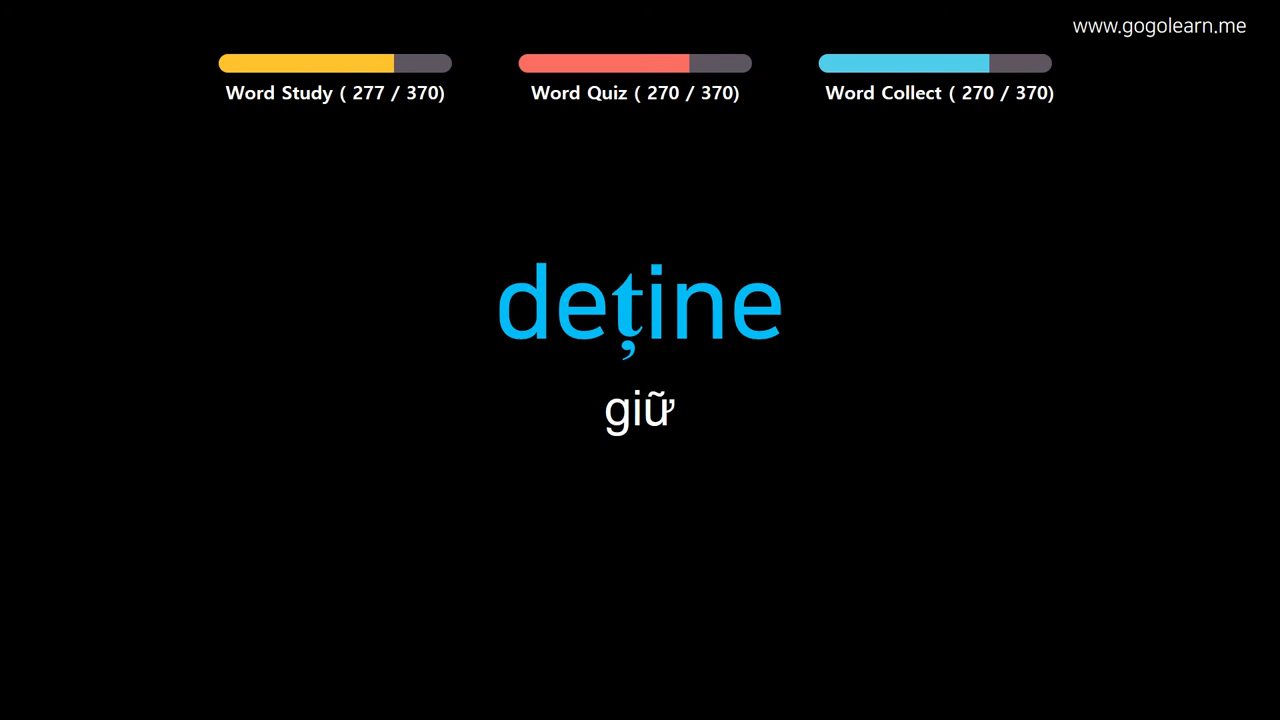 www.gogolearn.me
Word Study ( 277 / 370)
Word Quiz ( 270 / 370)
Word Collect ( 270 / 370)
deține
giữ